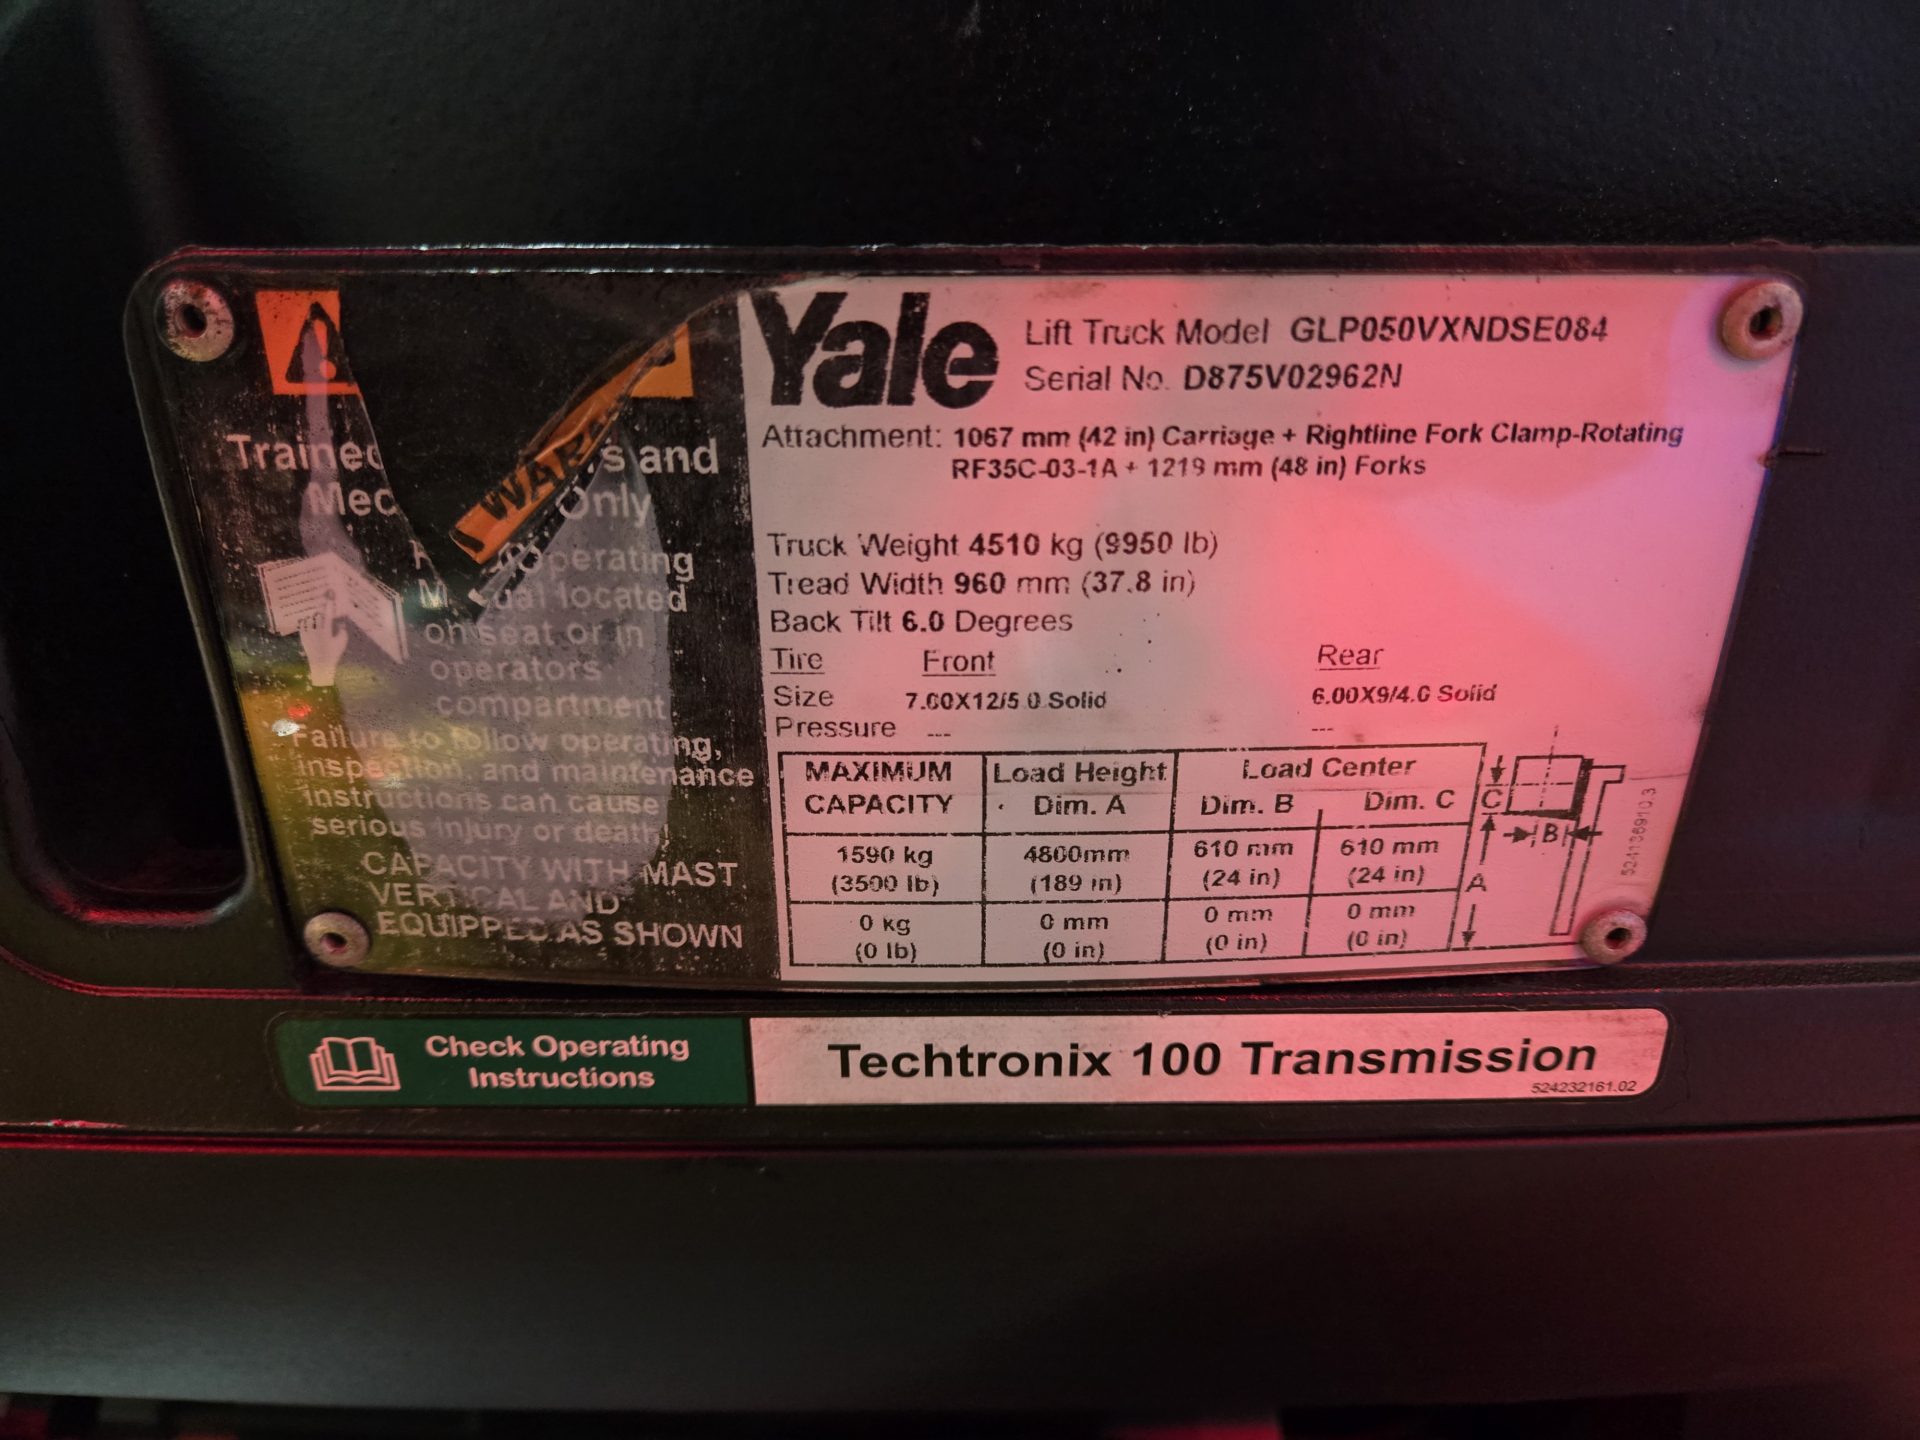 Trained s and
Mec Only
Operating
located
on seat or in
operators
compartment.
Failure to follow operating,
inspection, and maintenance
instructions can cause
serious injury or death!
CAPACITY WITH MAST
VERTICAL AND
EQUIPPED AS SHOWN
WARN
Yale
Lift Truck Model GLP050VXNDSE084
Serial No. D875V02962N
Attachment: 1067 mm (42 in) Carriage + Rightline Fork Clamp-Rotating
RF35C-03-1A + 1219 mm (48 in) Forks
Truck Weight 4510 kg (9950 lb)
Tread Width 960 mm (37.8 in)
Back Tilt 6.0 Degrees
Tire Front Rear
Size 7.00X12/5.0 Solid 6.00X9/4.0 Solid
Pressure --- ---
MAXIMUM Load Height Load Center
CAPACITY Dim. A Dim. B Dim. C
1590 kg 4800mm 610 mm 610 mm
(3500 lb) (189 in) (24 in) (24 in)
0 kg 0 mm 0 mm 0 mm
(0 lb) (0 in) (0 in) (0 in)
C
B
A
524136910.3
Check Operating
Instructions
Techtronix 100 Transmission
524232161.02